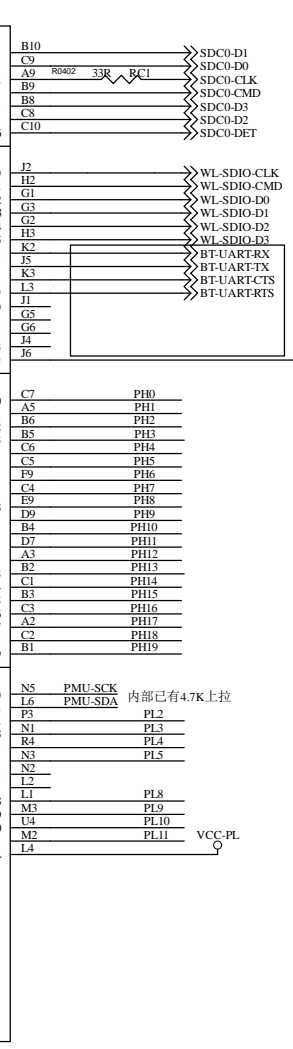 B10 SDC0-D1
C9 SDC0-D0
A9 R0402 33R RC1 SDC0-CLK
B9 SDC0-CMD
B8 SDC0-D3
C8 SDC0-D2
C10 SDC0-DET
J2 WL-SDIO-CLK
H2 WL-SDIO-CMD
G1 WL-SDIO-D0
G3 WL-SDIO-D1
G2 WL-SDIO-D2
H3 WL-SDIO-D3
K2 BT-UART-RX
J5 BT-UART-TX
K3 BT-UART-CTS
L3 BT-UART-RTS
J1
G5
G6
J4
J6
C7 PH0
A5 PH1
B6 PH2
B5 PH3
C6 PH4
C5 PH5
F9 PH6
C4 PH7
E9 PH8
D9 PH9
B4 PH10
D7 PH11
A3 PH12
B2 PH13
C1 PH14
B3 PH15
C3 PH16
A2 PH17
C2 PH18
B1 PH19
N5 PMU-SCK
L6 PMU-SDA 内部已有4.7K上拉
P3 PL2
N1 PL3
R4 PL4
N3 PL5
N2
L2
L1 PL8
M3 PL9
U4 PL10
M2 PL11 VCC-PL
L4